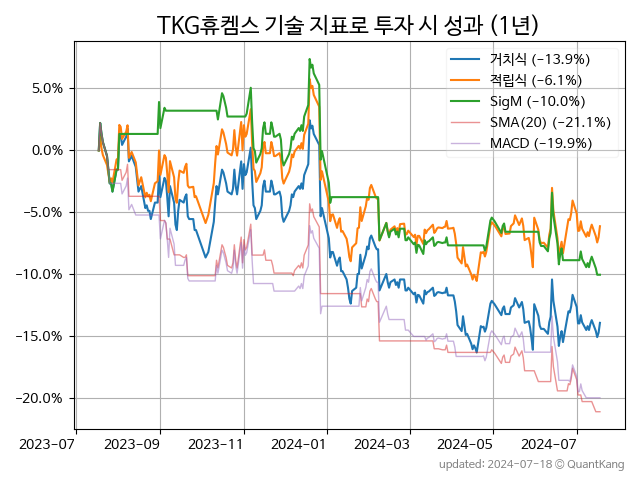 TKG휴켐스 기술 지표로 투자 시 성과 (1년)
거치식 (−13.9%)
적립식 (−6.1%)
SigM (−10.0%)
SMA(20) (−21.1%)
MACD (−19.9%)
5.0%
0.0%
−5.0%
−10.0%
−15.0%
−20.0%
2023-07 2023-09 2023-11 2024-01 2024-03 2024-05 2024-07
updated: 2024-07-18 © QuantKang